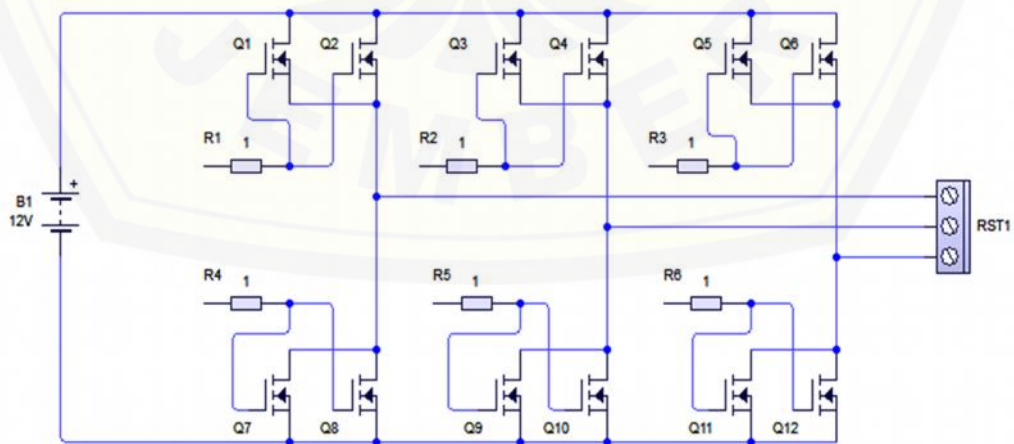 Q1 Q2 Q3 Q4 Q5 Q6
R1 1 R2 1 R3 1
JEMBER
+
B1
12V
RST1
R4 1 R5 1 R6 1
Q7 Q8 Q9 Q10 Q11 Q12